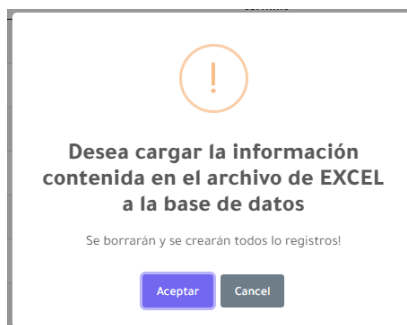 !
Desea cargar la información
contenida en el archivo de EXCEL
a la base de datos
Se borrarán y se crearán todos lo registros!
Aceptar
Cancel